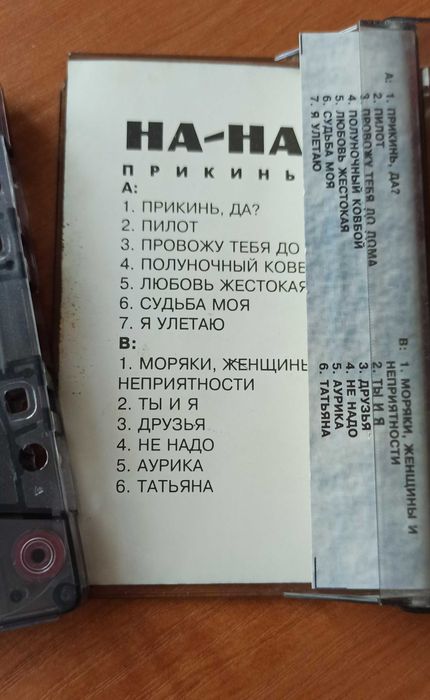 НА-НА
ПРИКИНЬ
А:
1. ПРИКИНЬ, ДА?
2. ПИЛОТ
3. ПРОВОЖУ ТЕБЯ ДО
4. ПОЛУНОЧНЫЙ КОВБ
5. ЛЮБОВЬ ЖЕСТОКАЯ
6. СУДЬБА МОЯ
7. Я УЛЕТАЮ
В:
1. МОРЯКИ, ЖЕНЩИНЫ
НЕПРИЯТНОСТИ
2. ТЫ И Я
3. ДРУЗЬЯ
4. НЕ НАДО
5. АУРИКА
6. ТАТЬЯНА
А: 1. ПРИКИНЬ, ДА?
2. ПИЛОТ
3. ПРОВОЖУ ТЕБЯ ДО ДОМА
4. ПОЛУНОЧНЫЙ КОВБОЙ
5. ЛЮБОВЬ ЖЕСТОКАЯ
6. СУДЬБА МОЯ
7. Я УЛЕТАЮ
В: 1. МОРЯКИ, ЖЕНЩИНЫ И
НЕПРИЯТНОСТИ
2. ТЫ И Я
3. ДРУЗЬЯ
4. НЕ НАДО
5. АУРИКА
6. ТАТЬЯНА